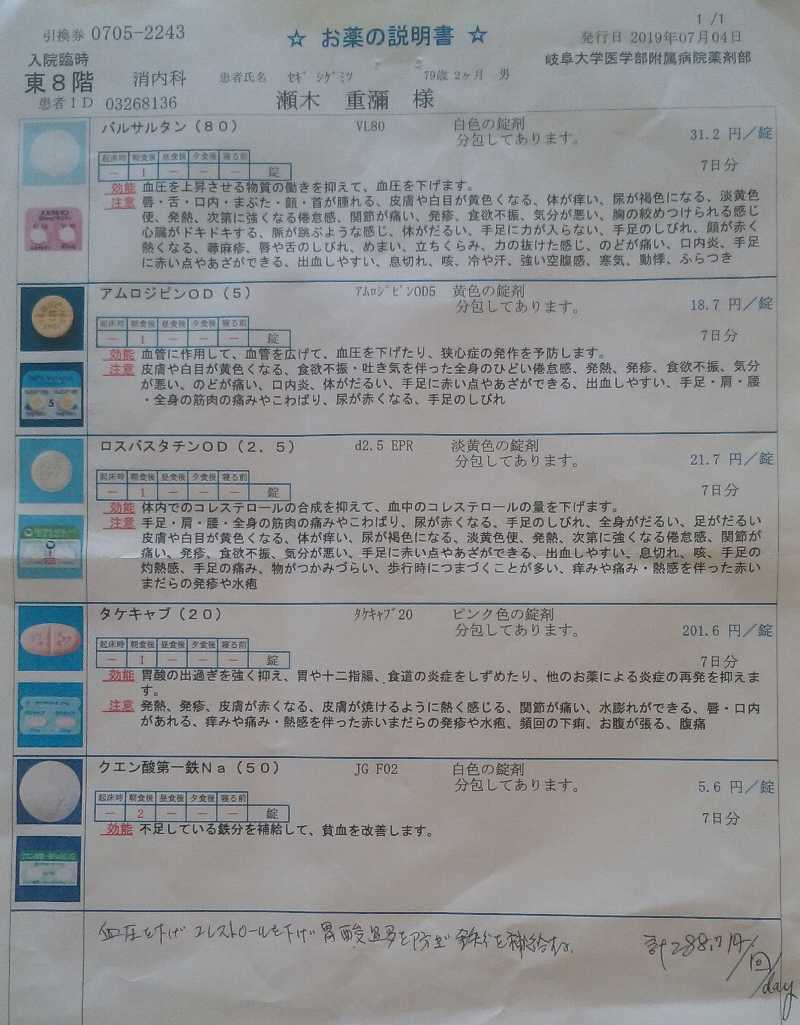 1/1
引換券 0705-2243
☆ お薬の説明書 ☆
発行日 2019年07月04日
入院臨時
岐阜大学医学部附属病院薬剤部
東8階 消内科 患者氏名 ｾｷﾞ ｼｹﾞﾐﾂ 79歳 2ヶ月 男
患者ID 03268136 瀬木 重彌 様
バルサルタン（80） VL80 白色の錠剤
分包してあります。 31.2 円／錠
起床時 朝食後 昼食後 夕食後 寝る前 7日分
－ 1 － － － 錠
効能 血圧を上昇させる物質の働きを抑えて、血圧を下げます。
注意 唇・舌・口内・まぶた・顔・首が腫れる、皮膚や白目が黄色くなる、体が痒い、尿が褐色になる、淡黄色
便、発熱、次第に強くなる倦怠感、関節が痛い、発疹、食欲不振、気分が悪い、胸の絞めつけられる感じ
心臓がドキドキする、脈が跳ぶような感じ、体がだるい、手足に力が入らない、手足のしびれ、顔が赤く
熱くなる、蕁麻疹、唇や舌のしびれ、めまい、立ちくらみ、力の抜けた感じ、のどが痛い、口内炎、手足
に赤い点やあざができる、出血しやすい、息切れ、咳、冷や汗、強い空腹感、寒気、動悸、ふらつき
アムロジピンOD（5） ｱﾑﾛｼﾞﾋﾟﾝOD5 黄色の錠剤
分包してあります。 18.7 円／錠
起床時 朝食後 昼食後 夕食後 寝る前 7日分
－ 1 － － － 錠
効能 血管に作用して、血管を広げて、血圧を下げたり、狭心症の発作を予防します。
注意 皮膚や白目が黄色くなる、食欲不振・吐き気を伴った全身のひどい倦怠感、発熱、発疹、食欲不振、気分
が悪い、のどが痛い、口内炎、体がだるい、手足に赤い点やあざができる、出血しやすい、手足・肩・腰
・全身の筋肉の痛みやこわばり、尿が赤くなる、手足のしびれ
ロスバスタチンOD（2．5） d2.5 EPR 淡黄色の錠剤
分包してあります。 21.7 円／錠
起床時 朝食後 昼食後 夕食後 寝る前 7日分
－ 1 － － － 錠
効能 体内でのコレステロールの合成を抑えて、血中のコレステロールの量を下げます。
注意 手足・肩・腰・全身の筋肉の痛みやこわばり、尿が赤くなる、手足のしびれ、全身がだるい、足がだるい
皮膚や白目が黄色くなる、体が痒い、尿が褐色になる、淡黄色便、発熱、次第に強くなる倦怠感、関節が
痛い、発疹、食欲不振、気分が悪い、手足に赤い点やあざができる、出血しやすい、息切れ、咳、手足の
灼熱感、手足の痛み、物がつかみづらい、歩行時につまづくことが多い、痒みや痛み・熱感を伴った赤い
まだらの発疹や水疱
タケキャブ（20） ﾀｹｷｬﾌﾞ20 ピンク色の錠剤
分包してあります。 201.6 円／錠
起床時 朝食後 昼食後 夕食後 寝る前 7日分
－ 1 － － － 錠
効能 胃酸の出過ぎを強く抑え、胃や十二指腸、食道の炎症をしずめたり、他のお薬による炎症の再発を抑えま
す。
注意 発熱、発疹、皮膚が赤くなる、皮膚が焼けるように熱く感じる、関節が痛い、水膨れができる、唇・口内
があれる、痒みや痛み・熱感を伴った赤いまだらの発疹や水疱、頻回の下痢、お腹が張る、腹痛
クエン酸第一鉄Na（50） JG F02 白色の錠剤
分包してあります。 5.6 円／錠
起床時 朝食後 昼食後 夕食後 寝る前 7日分
－ 2 － － － 錠
効能 不足している鉄分を補給して、貧血を改善します。
血圧を下げ コレストロールを下げ 胃酸過多を防ぎ 鉄分を補給する。
計288.7円／回／day